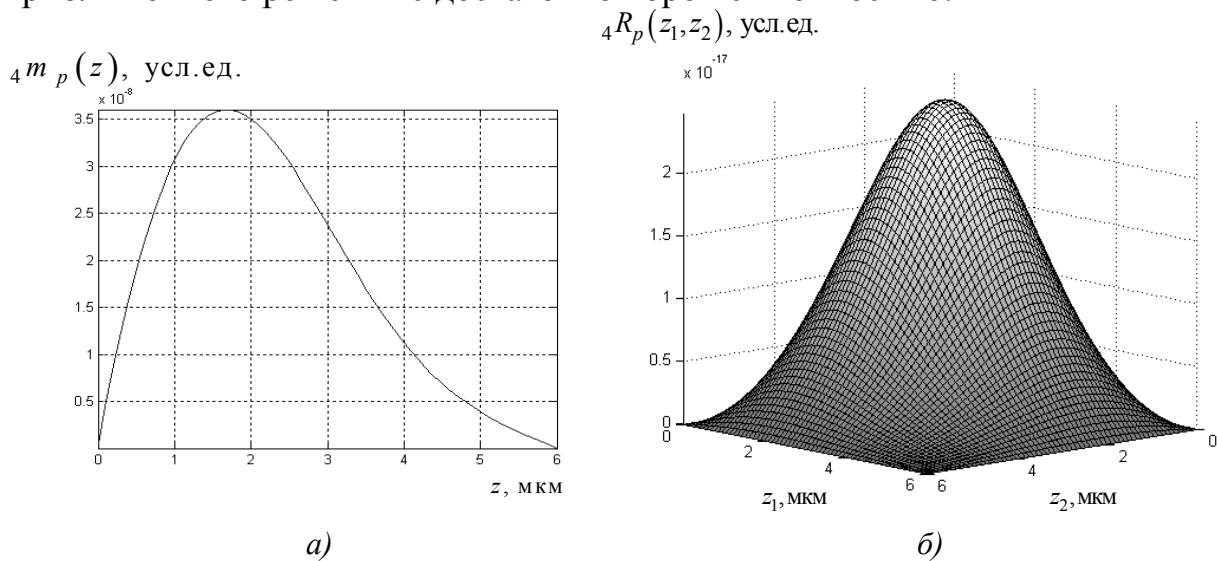 ₄Rₚ(z₁,z₂), усл.ед.
₄mₚ(z), усл.ед.
x 10⁻⁸
3.5
3
2.5
2
1.5
1
0.5
0 1 2 3 4 5 6
z, мкм
а)
x 10⁻¹⁷
2
1.5
1
0.5
0
0 2 4 6 6 4 2 0
z₁,мкм z₂,мкм
б)